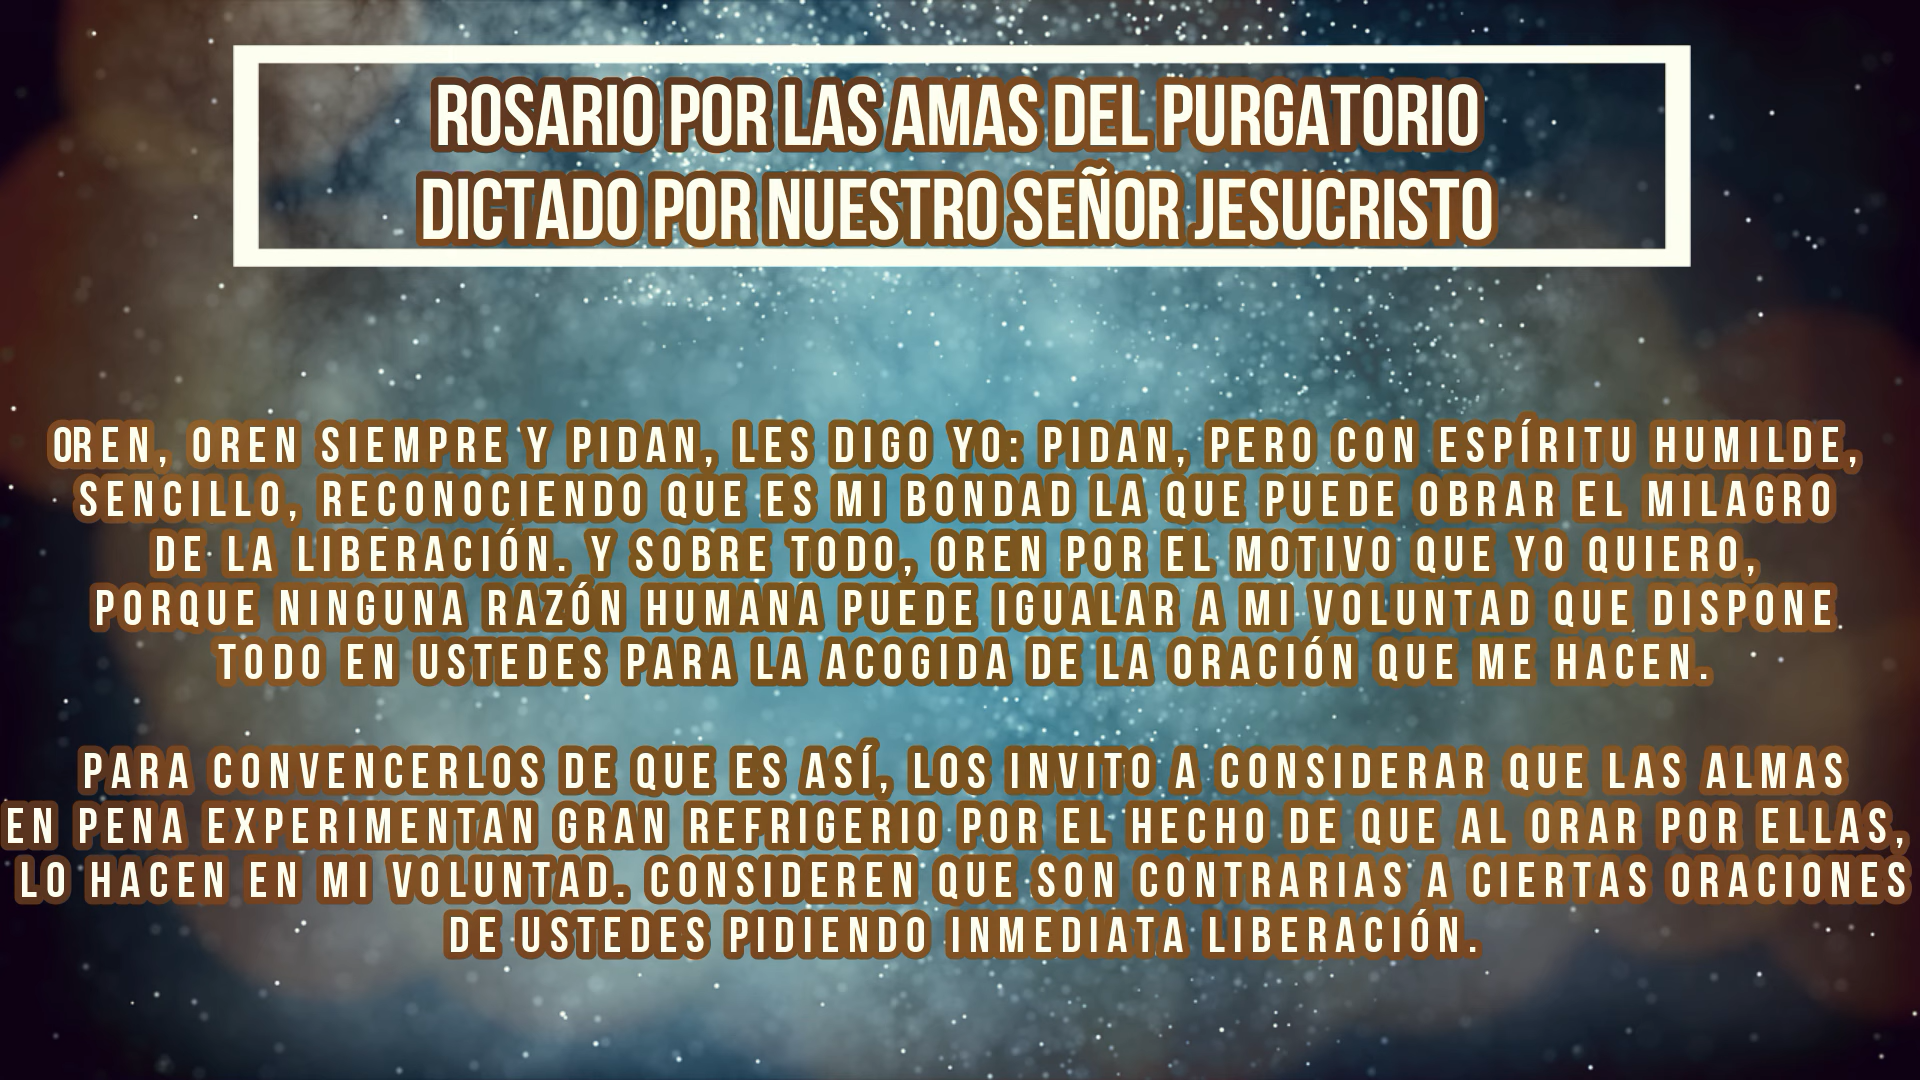 ROSARIO POR LAS AMAS DEL PURGATORIO
DICTADO POR NUESTRO SEÑOR JESUCRISTO
OREN, OREN SIEMPRE Y PIDAN, LES DIGO YO: PIDAN, PERO CON ESPÍRITU HUMILDE,
SENCILLO, RECONOCIENDO QUE ES MI BONDAD LA QUE PUEDE OBRAR EL MILAGRO
DE LA LIBERACIÓN. Y SOBRE TODO, OREN POR EL MOTIVO QUE YO QUIERO,
PORQUE NINGUNA RAZÓN HUMANA PUEDE IGUALAR A MI VOLUNTAD QUE DISPONE
TODO EN USTEDES PARA LA ACOGIDA DE LA ORACIÓN QUE ME HACEN.
PARA CONVENCERLOS DE QUE ES ASÍ, LOS INVITO A CONSIDERAR QUE LAS ALMAS
EN PENA EXPERIMENTAN GRAN REFRIGERIO POR EL HECHO DE QUE AL ORAR POR ELLAS,
LO HACEN EN MI VOLUNTAD. CONSIDEREN QUE SON CONTRARIAS A CIERTAS ORACIONES
DE USTEDES PIDIENDO INMEDIATA LIBERACIÓN.